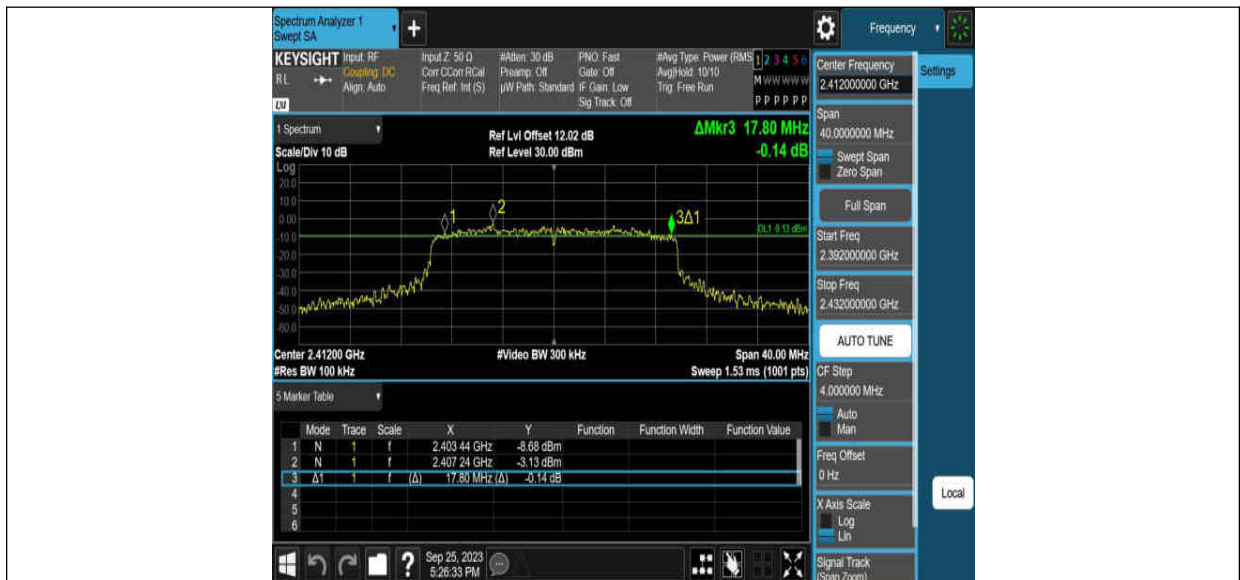 Spectrum Analyzer 1
Swept SA
+
Frequency
KEYSIGHT
RL
LXI
Input: RF
Coupling: DC
Align: Auto
Input Z: 50 Ω
Corr CCorr RCal
Freq Ref: Int (S)
#Atten: 30 dB
Preamp: Off
µW Path: Standard
PNO: Fast
Gate: Off
IF Gain: Low
Sig Track: Off
#Avg Type: Power (RMS
Avg|Hold: 10/10
Trig: Free Run
1 2 3 4 5 6
M W W W W W
P P P P P P
1 Spectrum
Scale/Div 10 dB
Log
Ref Lvl Offset 12.02 dB
Ref Level 30.00 dBm
ΔMkr3 17.80 MHz
-0.14 dB
20.0
10.0
0.00
-10.0
-20.0
-30.0
-40.0
-50.0
-60.0
1
2
3Δ1
DL1 -9.13 dBm
Center 2.41200 GHz
#Video BW 300 kHz
Span 40.00 MHz
#Res BW 100 kHz
Sweep 1.53 ms (1001 pts)
5 Marker Table
Mode Trace Scale X Y Function Function Width Function Value
1 N 1 f 2.403 44 GHz -8.68 dBm
2 N 1 f 2.407 24 GHz -3.13 dBm
3 Δ1 1 f (Δ) 17.80 MHz (Δ) -0.14 dB
4
5
6
?
Sep 25, 2023
5:26:33 PM
Center Frequency
2.412000000 GHz
Span
40.0000000 MHz
Swept Span
Zero Span
Full Span
Start Freq
2.392000000 GHz
Stop Freq
2.432000000 GHz
AUTO TUNE
CF Step
4.000000 MHz
Auto
Man
Freq Offset
0 Hz
X Axis Scale
Log
Lin
Signal Track
(Span Zoom)
Settings
Local